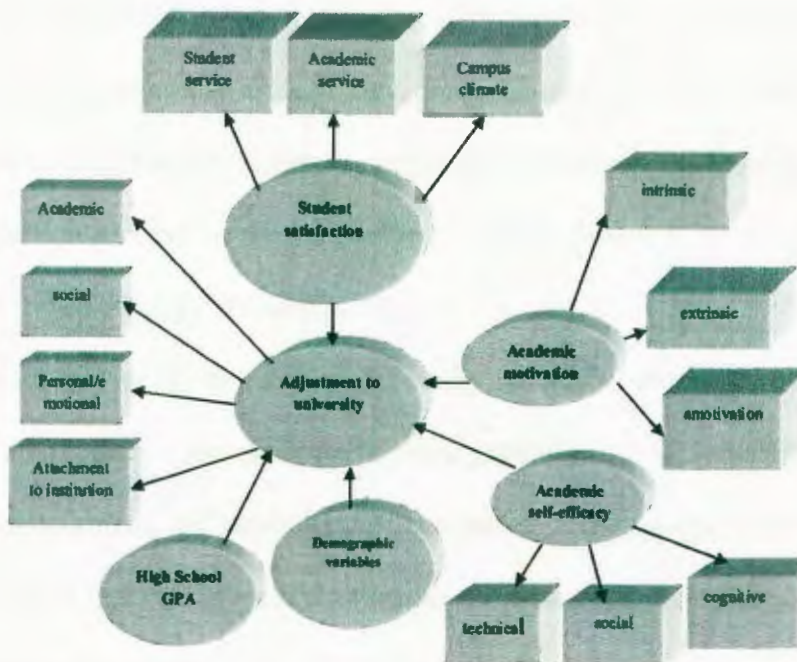 Student
service
Academic
service
Campus
climate
Student
satisfaction
Academic
social
Personal/e
motional
Attachment
to institution
Adjustment to
university
intrinsic
extrinsic
amotivation
Academic
motivation
Academic
self-efficacy
High School
GPA
Demographic
variables
technical
social
cognitive